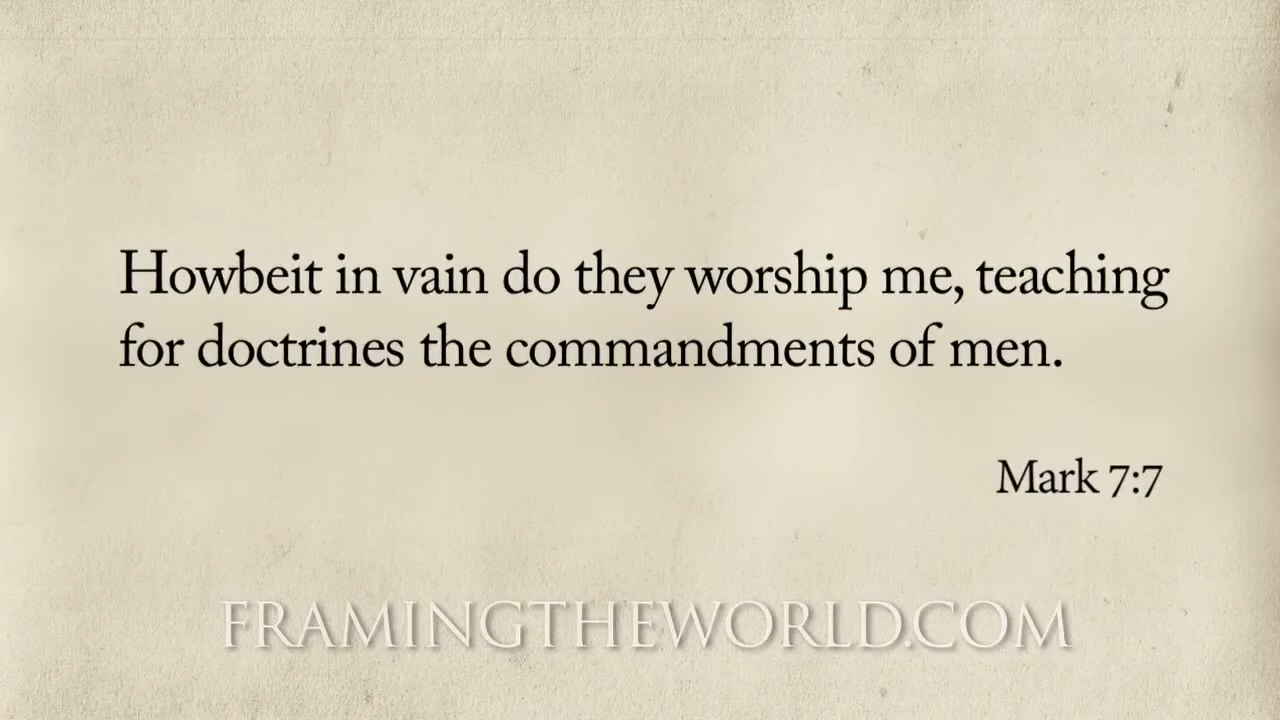 Howbeit in vain do they worship me, teaching
for doctrines the commandments of men.
Mark 7:7
FRAMINGTHEWORLD.COM